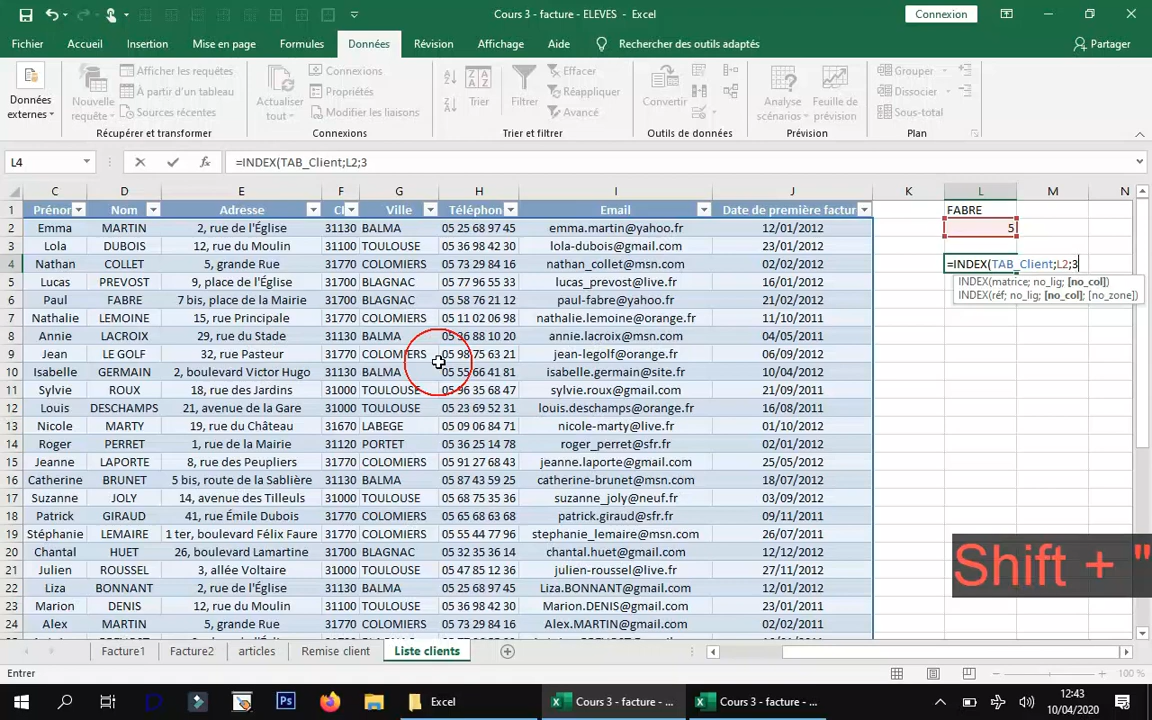 Cours 3 - facture - ELEVES - Excel
Connexion
Fichier Accueil Insertion Mise en page Formules Données Révision Affichage Aide Rechercher des outils adaptés Partager
Données externes
Nouvelle requête
Afficher les requêtes
À partir d'un tableau
Sources récentes
Récupérer et transformer
Actualiser tout
Connexions
Propriétés
Modifier les liaisons
Connexions
Trier
Filtrer
Effacer
Réappliquer
Avancé
Trier et filtrer
Convertir
Outils de données
Analyse scénarios
Feuille de prévision
Prévision
Grouper
Dissocier
Sous-total
Plan
L4 =INDEX(TAB_Client;L2;3
C D E F G H I J K L M N
1 Prénor Nom Adresse Ville Téléphon Email Date de première factur FABRE
2 Emma MARTIN 2, rue de l'Église 31130 BALMA 05 25 68 97 45 emma.martin@yahoo.fr 12/01/2012 5
3 Lola DUBOIS 12, rue du Moulin 31100 TOULOUSE 05 36 98 42 30 lola-dubois@gmail.com 23/01/2012
4 Nathan COLLET 5, grande Rue 31770 COLOMIERS 05 73 29 84 16 nathan_collet@msn.com 02/02/2012 =INDEX(TAB_Client;L2;3
INDEX(matrice; no_lig; [no_col])
INDEX(réf; no_lig; [no_col]; [no_zone])
5 Lucas PREVOST 9, place de l'Église 31700 BLAGNAC 05 77 96 55 33 lucas_prevost@live.fr 02/01/2012
6 Paul FABRE 7 bis, place de la Mairie 31700 BLAGNAC 05 58 76 21 12 paul-fabre@yahoo.fr 27/03/2012
7 Nathalie LEMOINE 15, rue Principale 31770 COLOMIERS 05 11 02 06 98 nathalie.lemoine@orange.fr 11/10/2011
8 Annie LACROIX 29, rue du Stade 31130 BALMA 05 36 88 10 20 annie.lacroix@msn.com 04/05/2011
9 Jean LE GOLF 32, rue Pasteur 31770 COLOMIERS 05 98 75 63 21 jean-legolf@orange.fr 06/09/2012
10 Isabelle GERMAIN 2, boulevard Victor Hugo 31130 BALMA 05 55 66 41 81 isabelle.germain@site.fr 10/04/2012
11 Sylvie ROUX 18, rue des Jardins 31000 TOULOUSE 05 96 35 68 47 sylvie.roux@gmail.com 21/09/2011
12 Louis DESCHAMPS 21, avenue de la Gare 31000 TOULOUSE 05 23 69 52 31 louis.deschamps@orange.fr 16/08/2011
13 Nicole MARTY 19, rue du Château 31670 LABEGE 05 09 06 84 71 nicole-marty@live.fr 01/10/2012
14 Roger PERRET 1, rue de la Mairie 31120 PORTET 05 36 25 14 78 roger_perret@sfr.fr 02/01/2012
15 Jeanne LAPORTE 8, rue des Peupliers 31770 COLOMIERS 05 91 27 68 43 jeanne.laporte@gmail.com 25/05/2012
16 Catherine BRUNET 5 bis, route de la Sablière 31770 COLOMIERS 05 87 43 59 25 catherine-brunet@msn.com 18/07/2012
17 Suzanne JOLY 14, avenue des Tilleuls 31000 TOULOUSE 05 68 75 35 36 suzanne_joly@neuf.fr 03/09/2012
18 Patrick GIRAUD 41, rue Émile Dubois 31770 COLOMIERS 05 65 68 63 68 patrick.giraud@sfr.fr 09/11/2011
19 Stéphanie LEMAIRE 1 ter, boulevard Félix Faure 31770 COLOMIERS 05 55 44 77 96 stephanie_lemaire@msn.com 26/07/2012
20 Chantal HUET 26, boulevard Lamartine 31700 BLAGNAC 05 32 35 36 14 chantal.huet@gmail.com 22/05/2012
21 Julien ROUSSEL 3, allée Voltaire 31100 TOULOUSE 05 47 85 12 36 julien-roussel@live.fr 27/11/2012
22 Liza BONNANT 2, rue de l'Église 31130 BALMA 05 25 68 97 45 Liza.BONNANT@gmail.com 12/01/2012
23 Marion DENIS 12, rue du Moulin 31100 TOULOUSE 05 36 98 42 30 Marion.DENIS@gmail.com 23/01/2011
24 Alex MARTIN 5, grande Rue 31770 COLOMIERS 05 73 29 84 16 Alex.MARTIN@gmail.com 02/02/2012
Shift + "
Facture1 Facture2 articles Remise client Liste clients
Entrer 100 %
Excel Cours 3 - facture - ... Cours 3 - facture - ... 12:43
10/04/2020